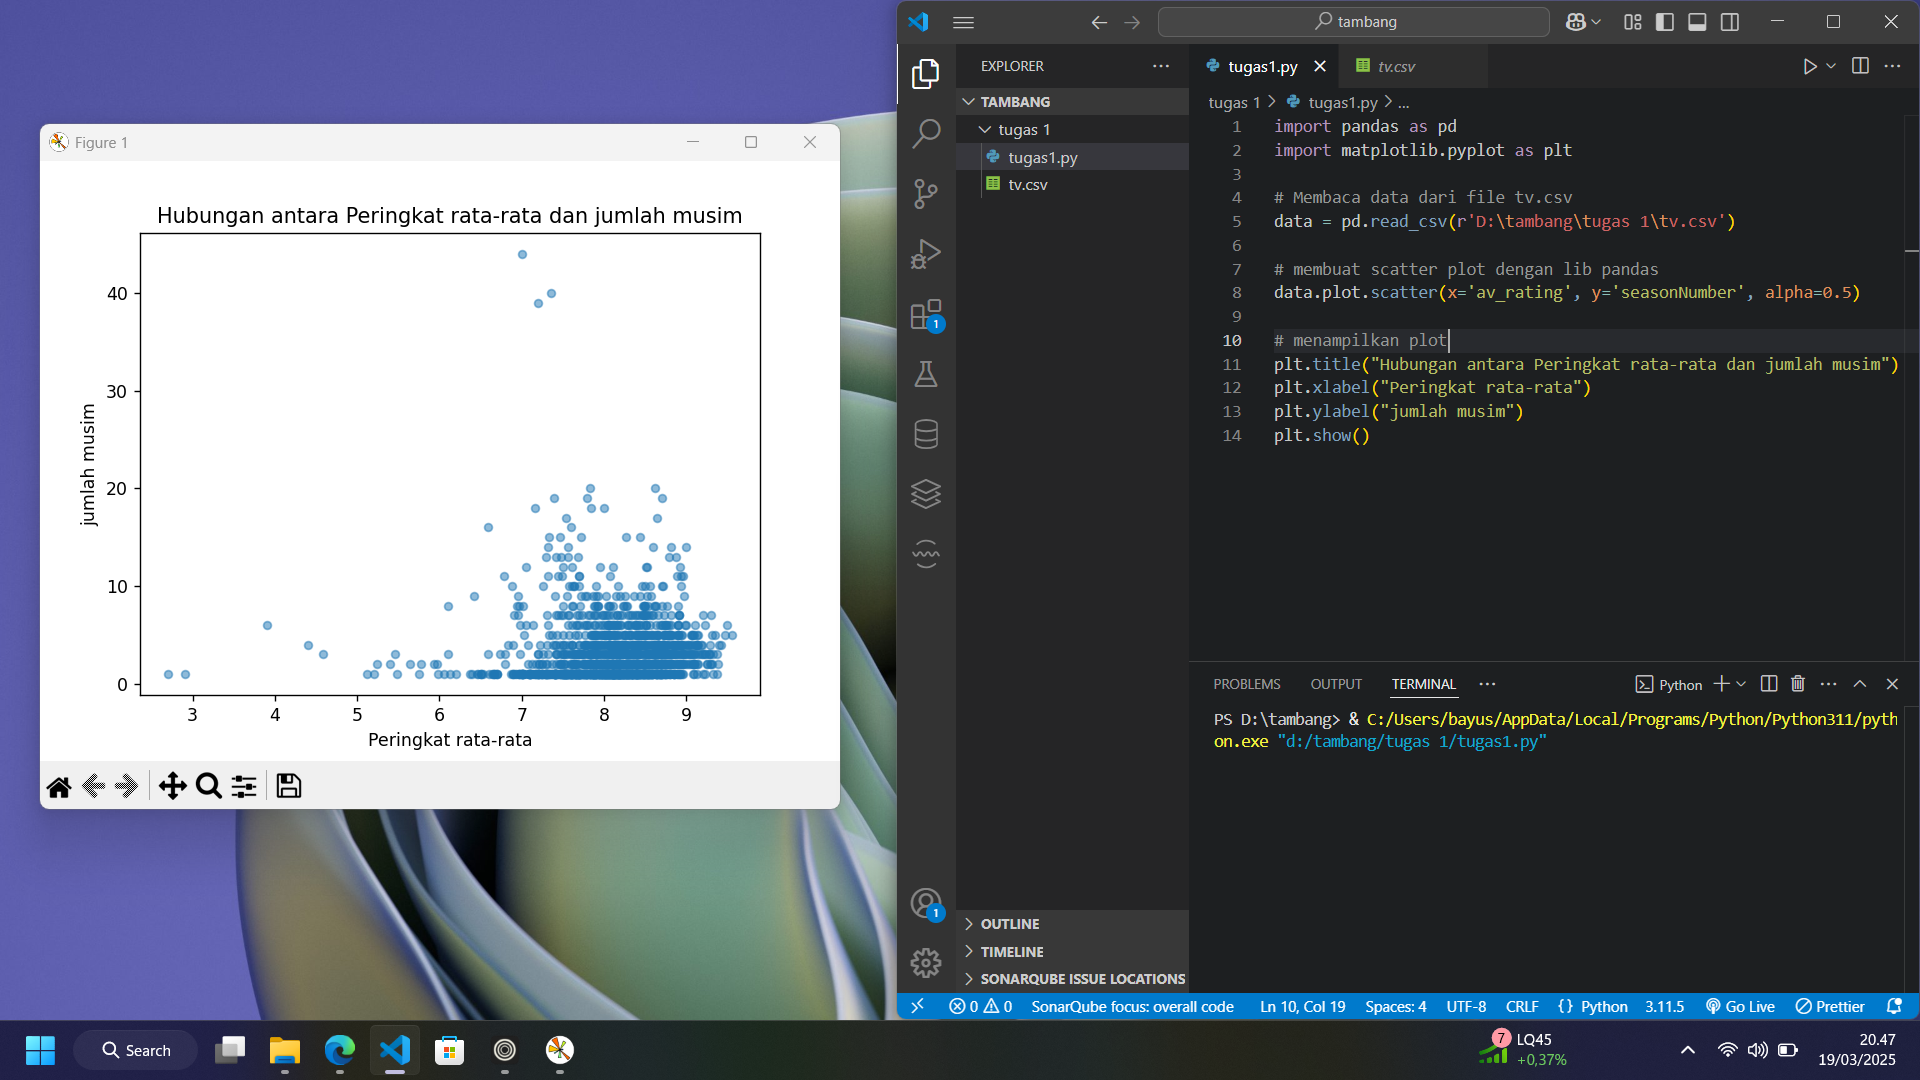 Figure 1
Hubungan antara Peringkat rata-rata dan jumlah musim
40
30
20
10
0
jumlah musim
3 4 5 6 7 8 9
Peringkat rata-rata
tambang
EXPLORER
TAMBANG
tugas 1
tugas1.py
tv.csv
1
1
OUTLINE
TIMELINE
SONARQUBE ISSUE LOCATIONS
tugas1.py tv.csv
tugas 1 > tugas1.py > ...
1 import pandas as pd
2 import matplotlib.pyplot as plt
3
4 # Membaca data dari file tv.csv
5 data = pd.read_csv(r'D:\tambang\tugas 1\tv.csv')
6
7 # membuat scatter plot dengan lib pandas
8 data.plot.scatter(x='av_rating', y='seasonNumber', alpha=0.5)
9
10 # menampilkan plot
11 plt.title("Hubungan antara Peringkat rata-rata dan jumlah musim")
12 plt.xlabel("Peringkat rata-rata")
13 plt.ylabel("jumlah musim")
14 plt.show()
PROBLEMS OUTPUT TERMINAL ... Python
PS D:\tambang> & C:/Users/bayus/AppData/Local/Programs/Python/Python311/pyth
on.exe "d:/tambang/tugas 1/tugas1.py"
0 0 SonarQube focus: overall code Ln 10, Col 19 Spaces: 4 UTF-8 CRLF {} Python 3.11.5 Go Live Prettier
Search
7
LQ45
+0,37%
20.47
19/03/2025